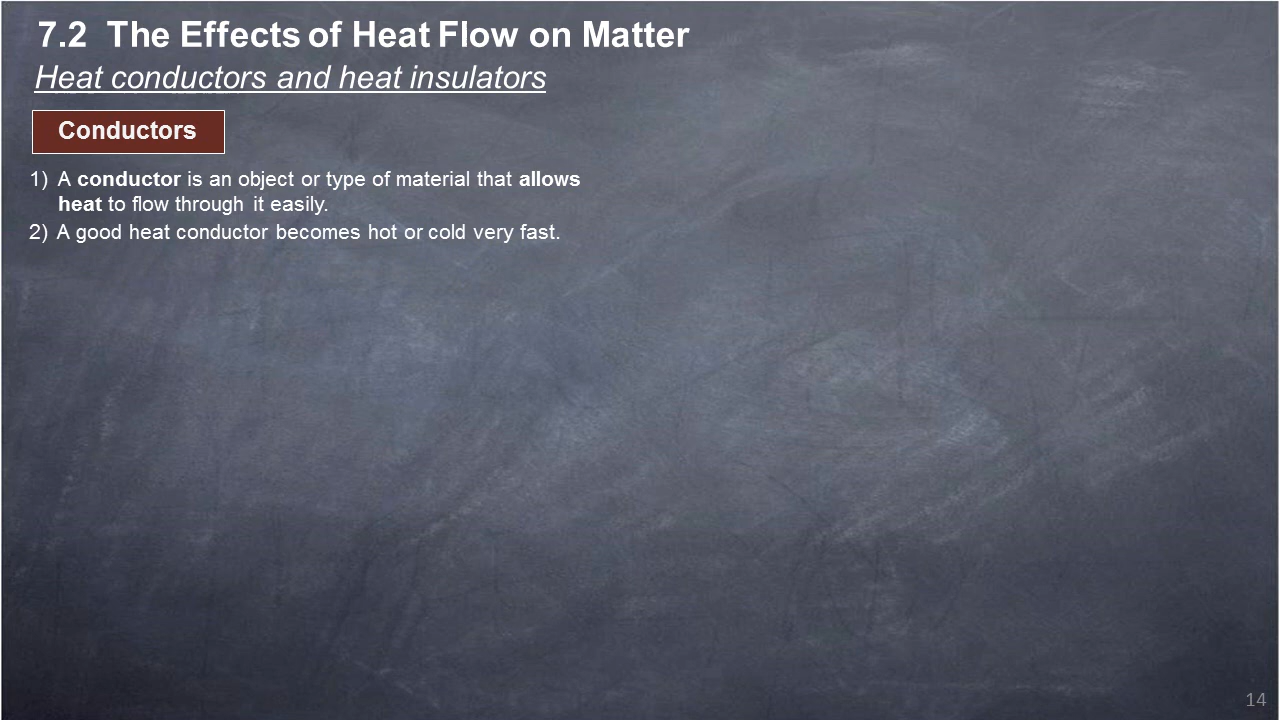 7.2 The Effects of Heat Flow on Matter
Heat conductors and heat insulators
Conductors
1) A conductor is an object or type of material that allows
heat to flow through it easily.
2) A good heat conductor becomes hot or cold very fast.
14